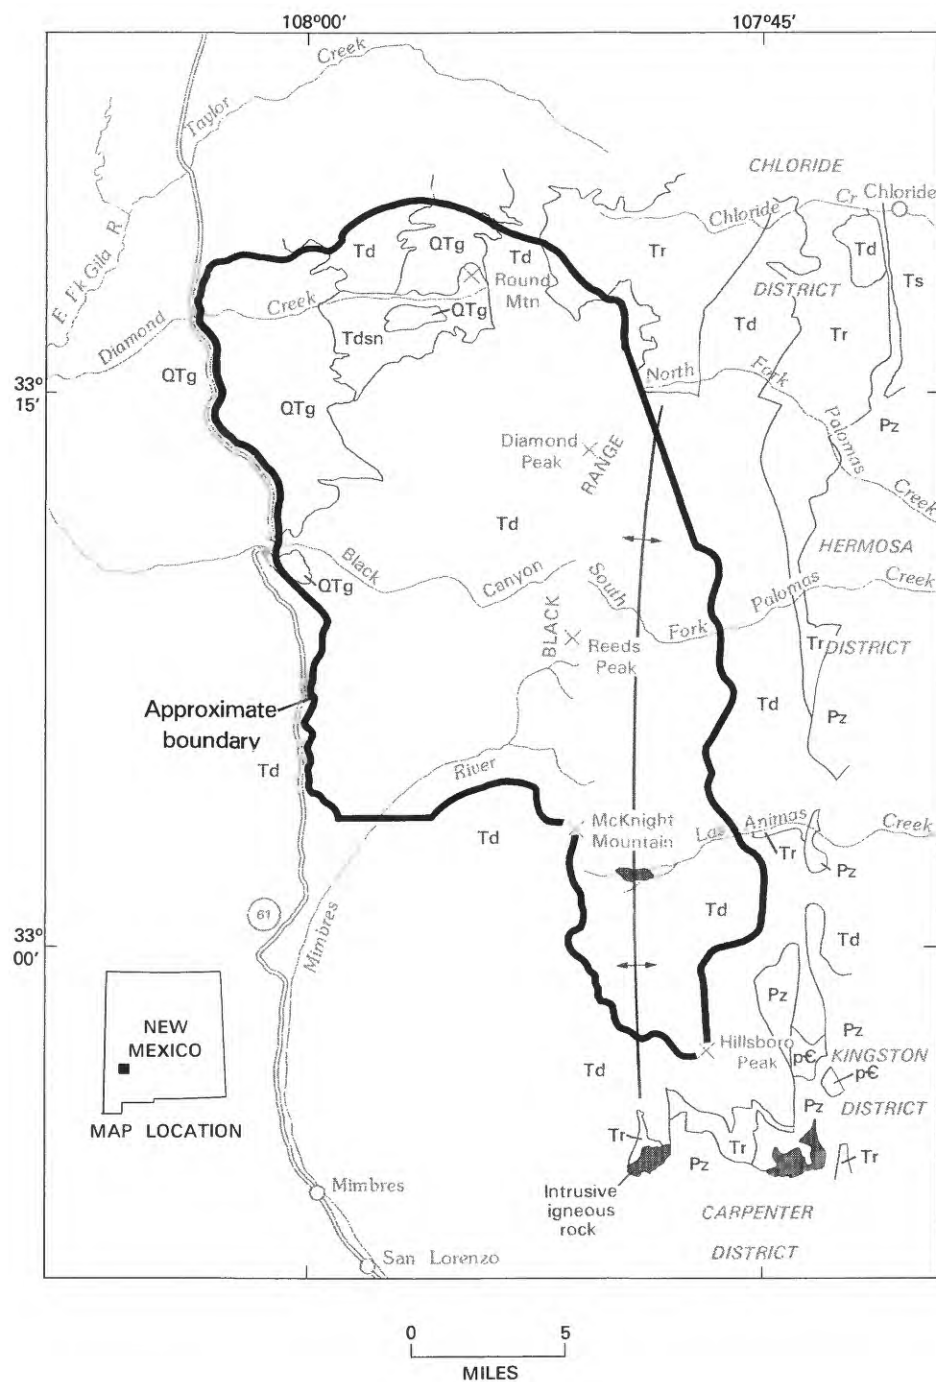 108°00′
107°45′
Creek
Taylor
CHLORIDE
Chloride
Cr
Chloride
E Fk Gila R
Td
QTg
Td
Tr
Td
Round
Mtn
DISTRICT
Ts
Creek
QTg
Diamond
Tdsn
Td
Tr
QTg
33°
15′
QTg
North
Fork
Pz
Diamond
Peak
RANGE
Palomas
Creek
Td
HERMOSA
Black
Canyon
South
Fork
Palomas
Creek
QTg
BLACK
Reeds
Peak
Tr
DISTRICT
Td
Pz
Approximate
boundary
Td
River
McKnight
Mountain
Las Animas
Creek
Td
Tr
Pz
61
Mimbres
Td
Td
33°
00′
Pz
Pz
NEW
MEXICO
Hillsboro
Peak
p€
KINGSTON
Td
p€
MAP LOCATION
Pz
DISTRICT
Tr
Pz
Tr
Tr
Intrusive
igneous
rock
Mimbres
CARPENTER
DISTRICT
San Lorenzo
0
5
MILES